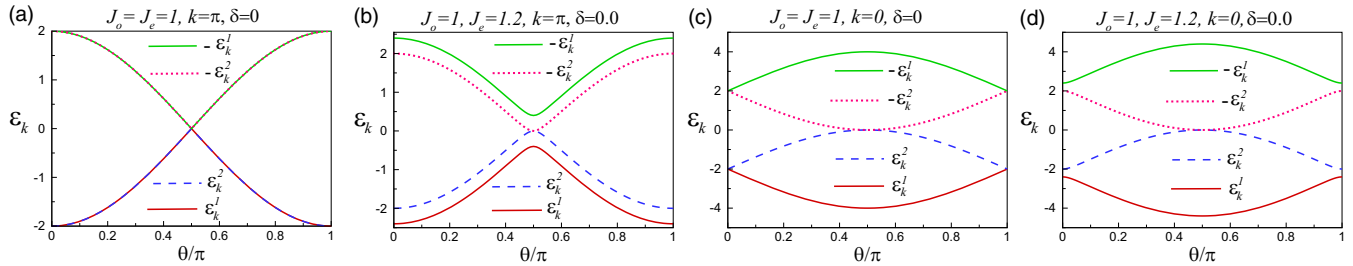 (a)
J_o = J_e = 1, k=π, δ=0
2
1
0
-1
-2
ε_k
- ε_k^1
- ε_k^2
ε_k^2
ε_k^1
0 0.2 0.4 0.6 0.8 1
θ/π
(b)
J_o=1, J_e=1.2, k=π, δ=0.0
2
1
0
-1
-2
- ε_k^1
- ε_k^2
ε_k^2
ε_k^1
0 0.2 0.4 0.6 0.8 1
θ/π
(c)
J_o = J_e =1, k=0, δ=0
4
2
0
-2
-4
ε_k
- ε_k^1
- ε_k^2
ε_k^2
ε_k^1
0 0.2 0.4 0.6 0.8 1
θ/π
(d)
J_o=1, J_e=1.2, k=0, δ=0.0
4
2
0
-2
-4
ε_k
- ε_k^1
- ε_k^2
ε_k^2
ε_k^1
0 0.2 0.4 0.6 0.8 1
θ/π